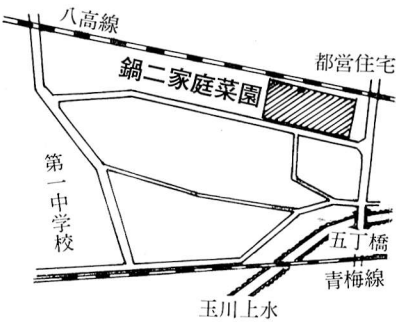 八高線
都営住宅
鍋二家庭菜園
第一中学校
五丁橋
青梅線
玉川上水